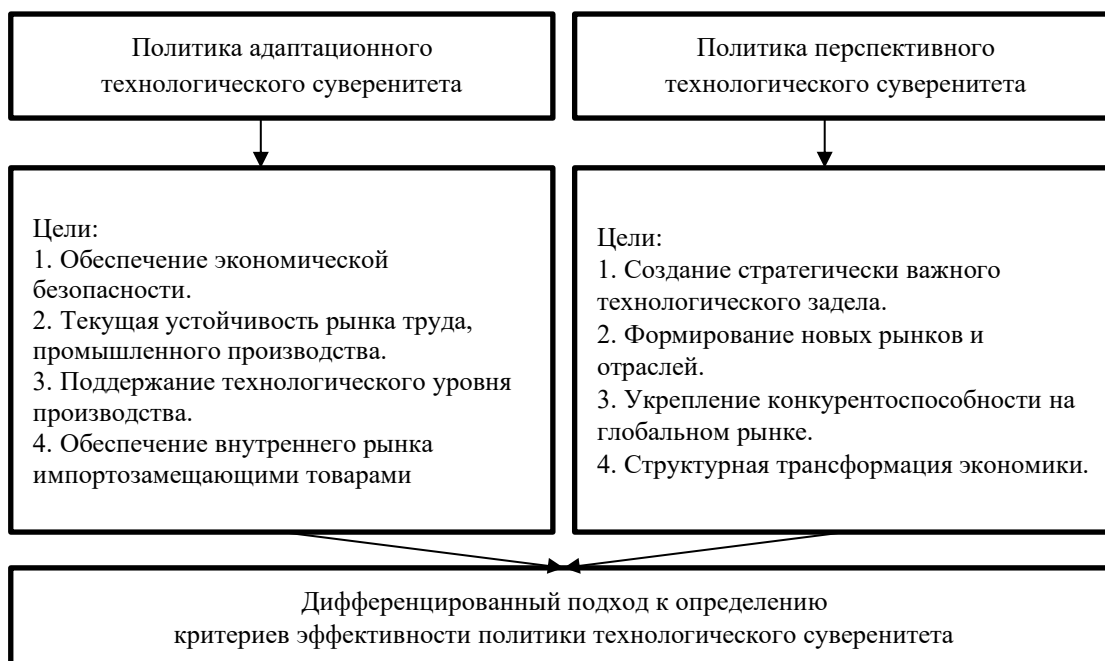 Политика адаптационного
технологического суверенитета
Политика перспективного
технологического суверенитета
Цели:
1. Обеспечение экономической
безопасности.
2. Текущая устойчивость рынка труда,
промышленного производства.
3. Поддержание технологического уровня
производства.
4. Обеспечение внутреннего рынка
импортозамещающими товарами
Цели:
1. Создание стратегически важного
технологического задела.
2. Формирование новых рынков и
отраслей.
3. Укрепление конкурентоспособности на
глобальном рынке.
4. Структурная трансформация экономики.
Дифференцированный подход к определению
критериев эффективности политики технологического суверенитета